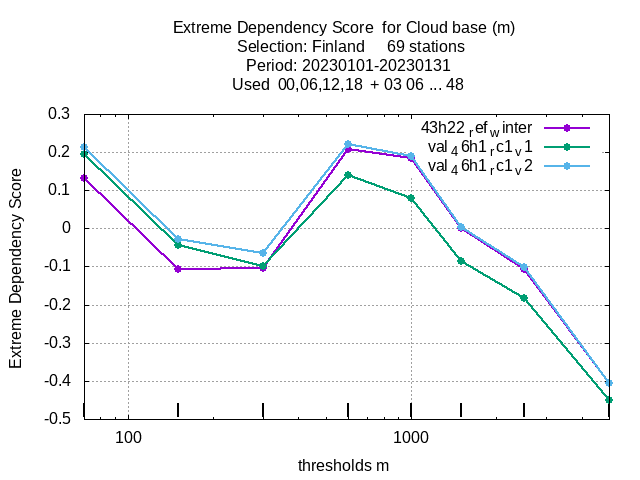 Extreme Dependency Score  for Cloud base (m)
Selection: Finland     69 stations
Period: 20230101-20230131
Used  00,06,12,18  + 03 06 ... 48
43h22 ref winter
val 4 6h1 r c1 v 1
val 4 6h1 r c1 v 2
0.3
0.2
0.1
0
-0.1
-0.2
-0.3
-0.4
-0.5
Extreme Dependency Score
100
1000
thresholds m